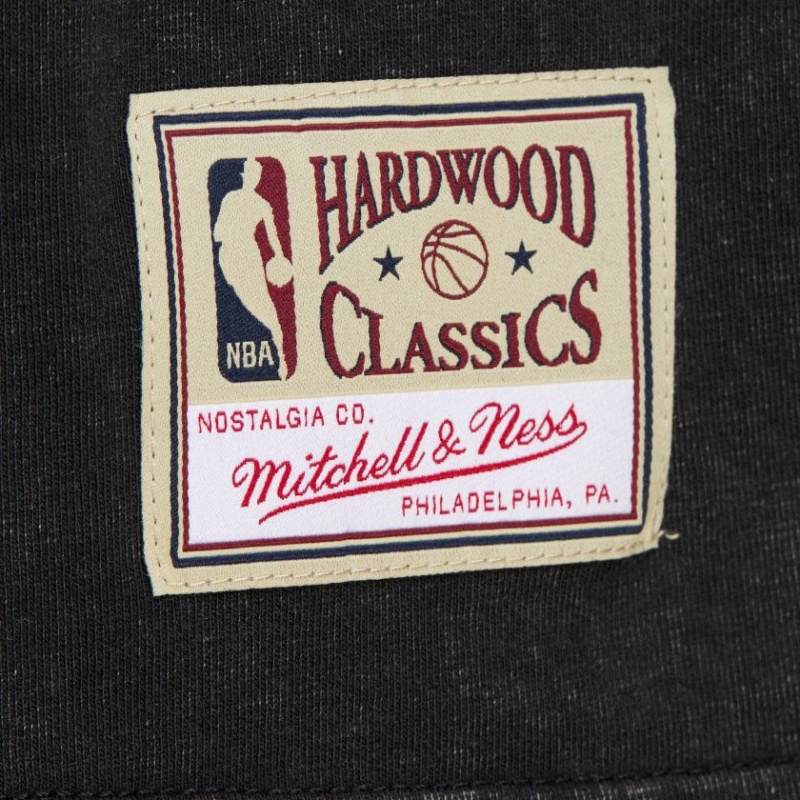 HARDWOOD
CLASSICS
NBA
NOSTALGIA CO.
Mitchell & Ness
PHILADELPHIA, PA.